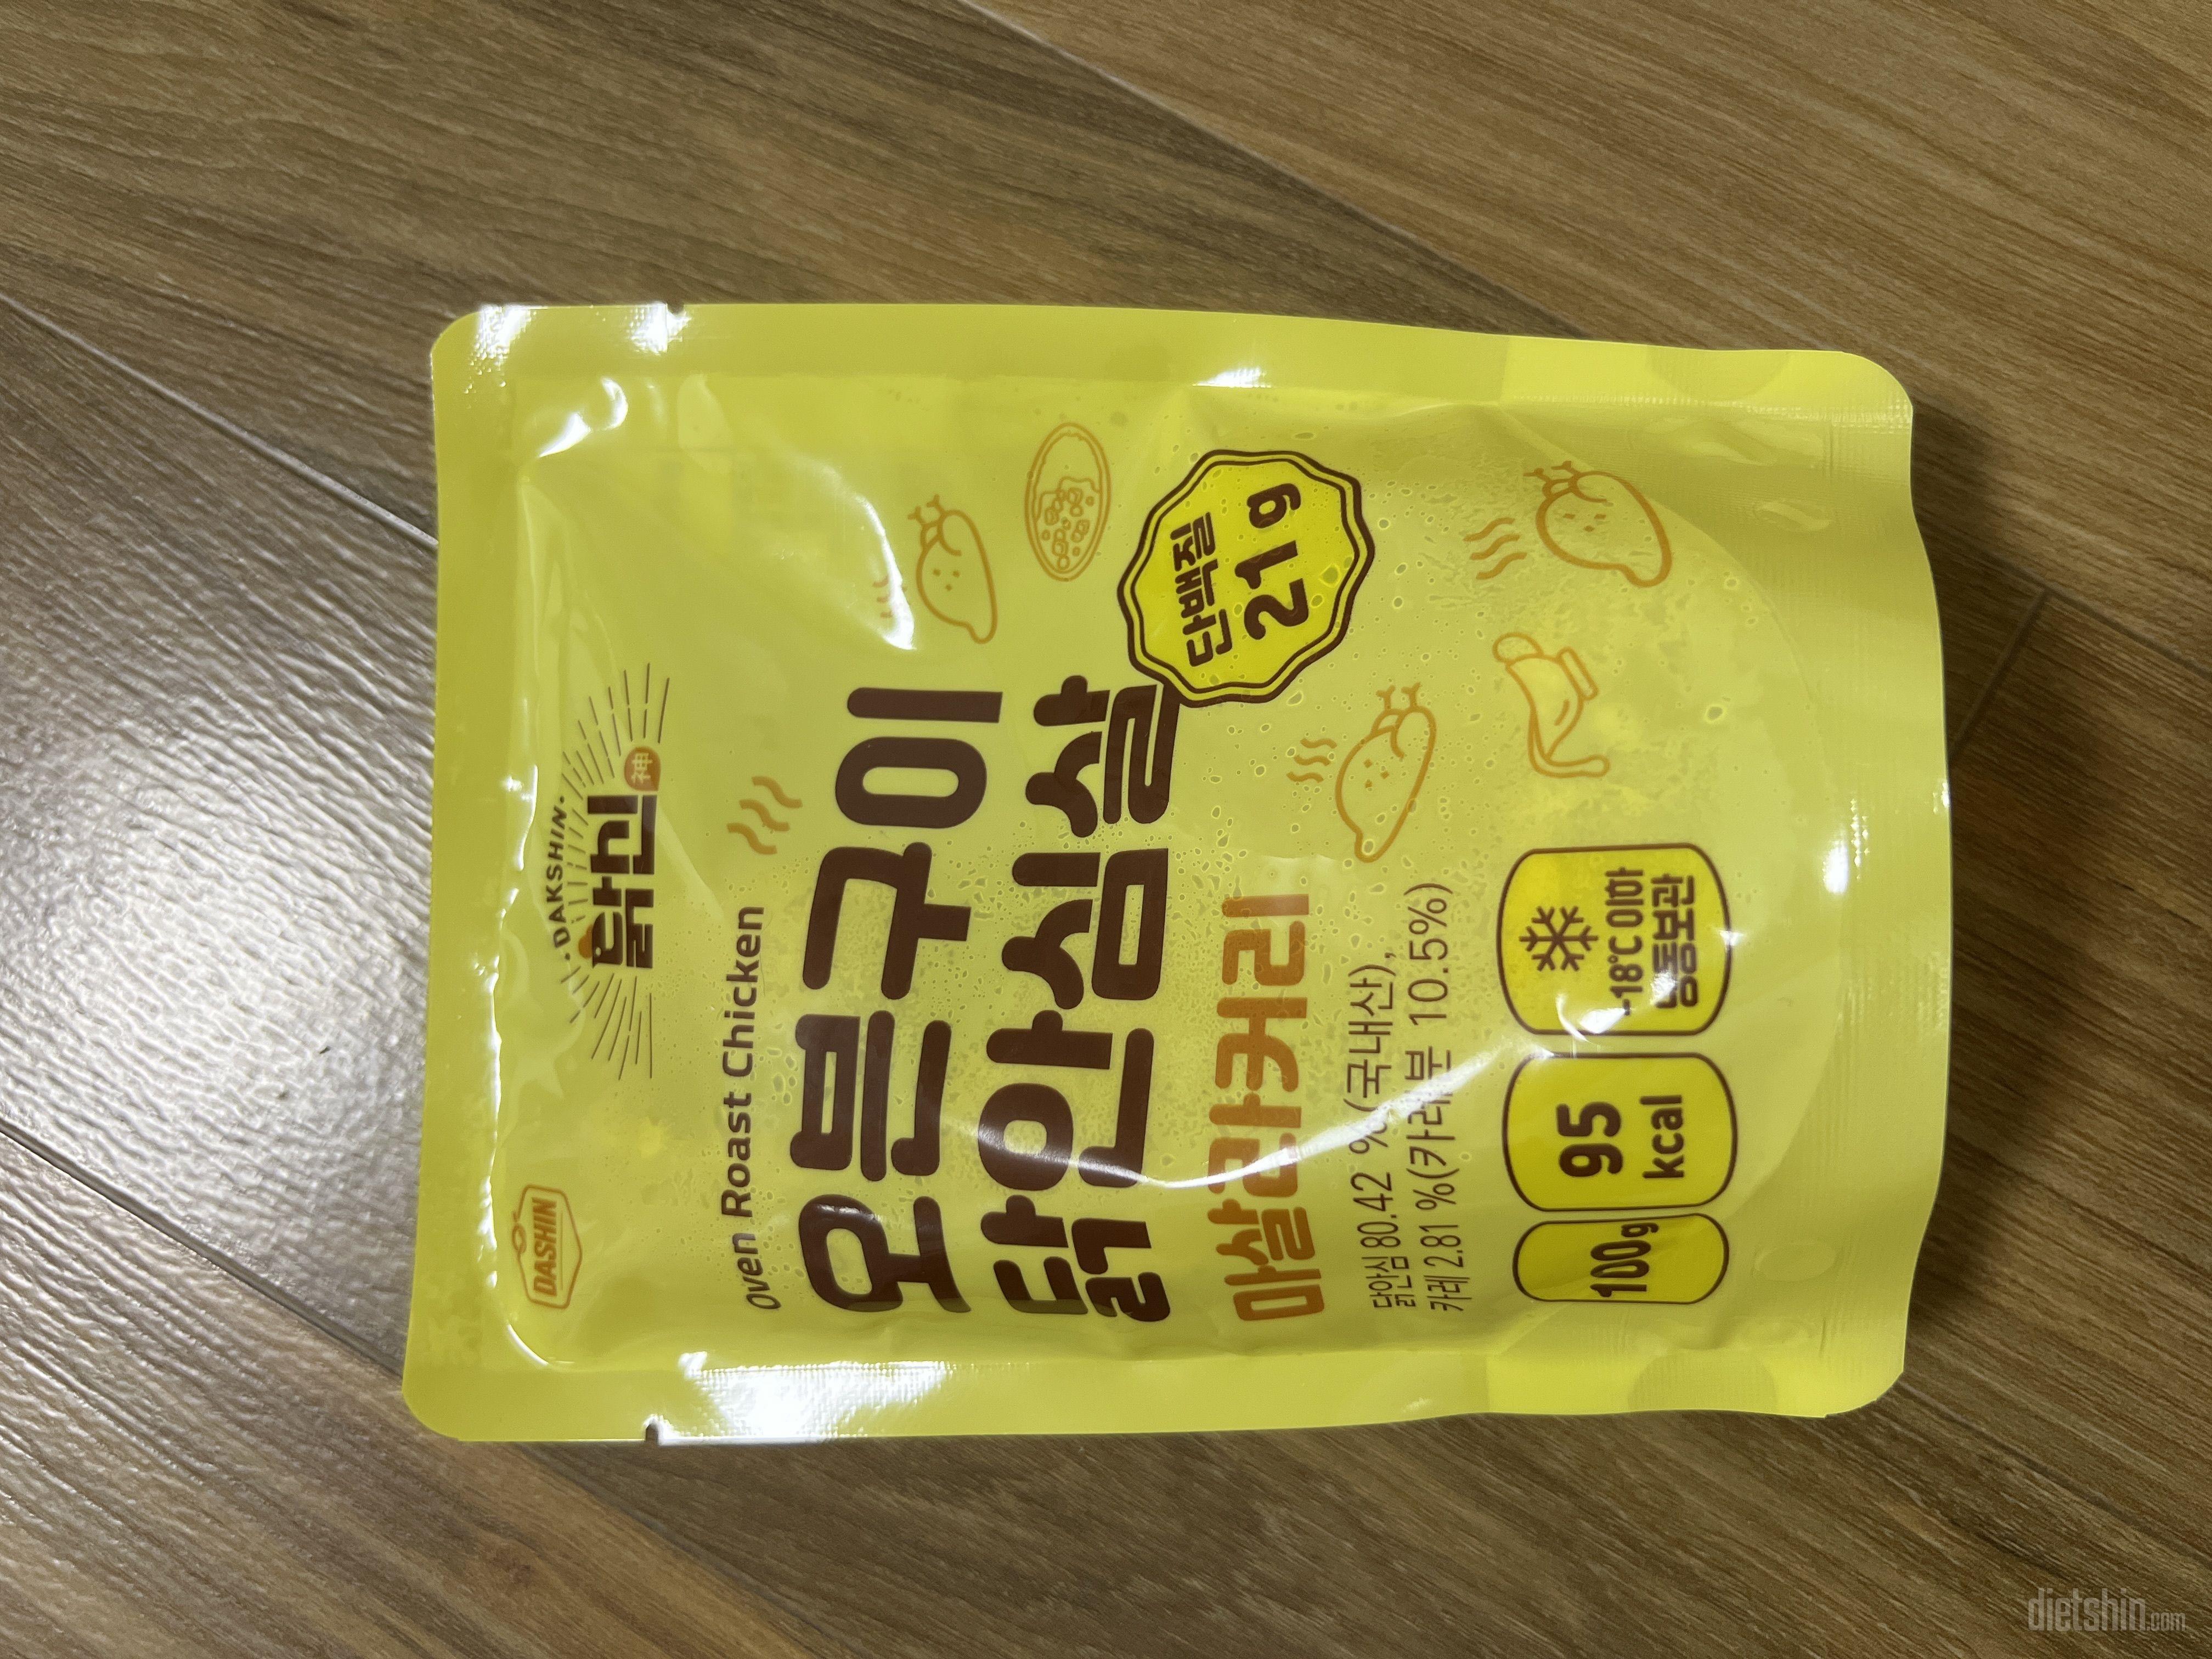 DASHIN
·DAKSHIN·
닭신 神
Oven Roast Chicken
오븐구이
닭안심살
마살라커리
단백질
21 g
닭안심 80.42 %(국내산),
카레 2.81 %(카레분 10.5%)
100g
95
kcal
-18℃ 이하
냉동보관
dietshin.com